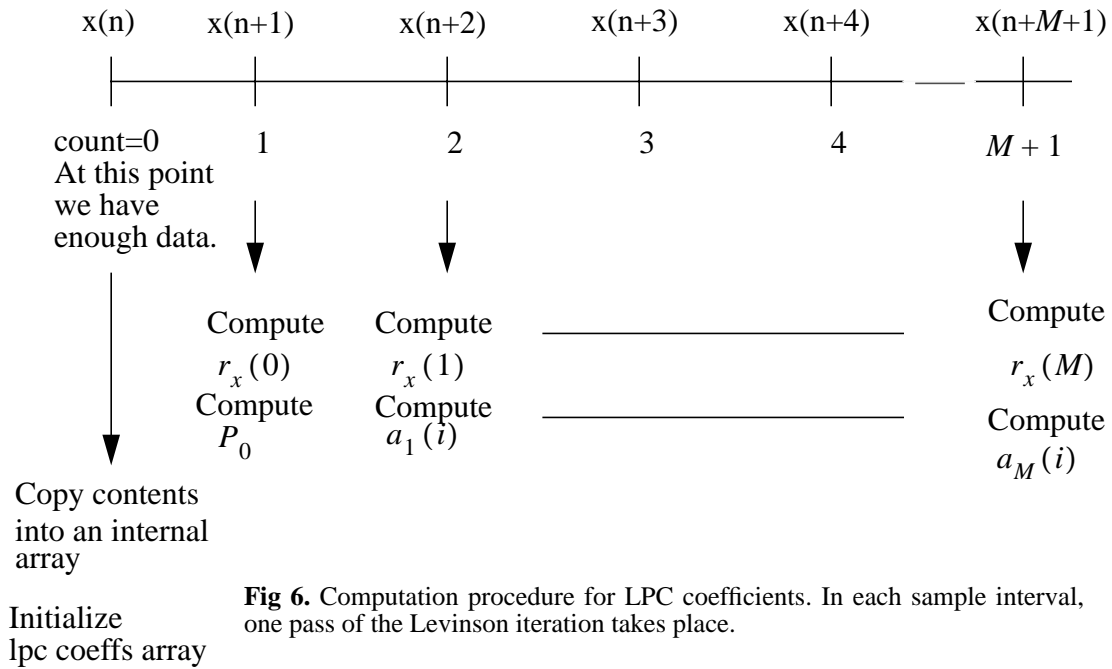 x(n) x(n+1) x(n+2) x(n+3) x(n+4) x(n+M+1)
count=0 1 2 3 4 M + 1
At this point
we have
enough data.
Compute Compute Compute
r_x(0) r_x(1) r_x(M)
Compute Compute Compute
P_0 a_1(i) a_M(i)
Copy contents
into an internal
array
Initialize
lpc coeffs array
Fig 6. Computation procedure for LPC coefficients. In each sample interval,
one pass of the Levinson iteration takes place.